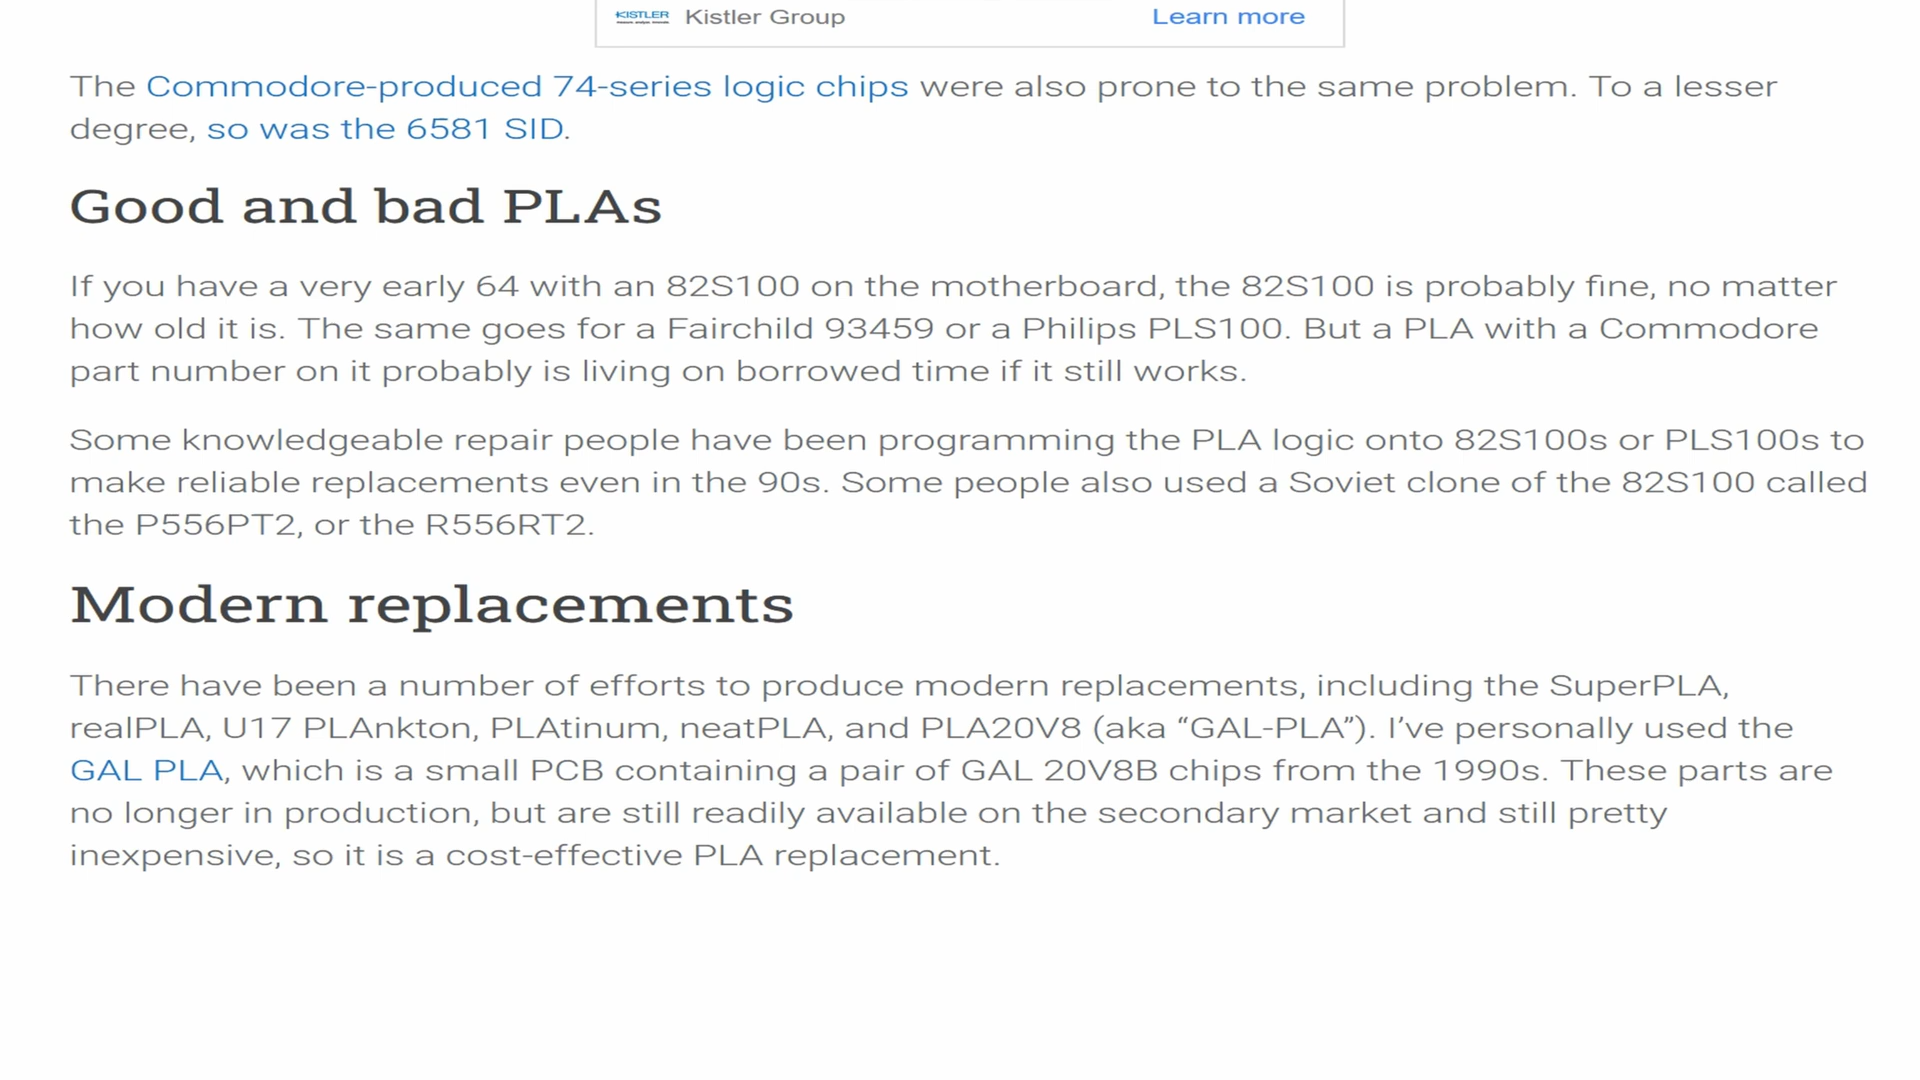 KISTLER Kistler Group Learn more
The Commodore-produced 74-series logic chips were also prone to the same problem. To a lesser
degree, so was the 6581 SID.
Good and bad PLAs
If you have a very early 64 with an 82S100 on the motherboard, the 82S100 is probably fine, no matter
how old it is. The same goes for a Fairchild 93459 or a Philips PLS100. But a PLA with a Commodore
part number on it probably is living on borrowed time if it still works.
Some knowledgeable repair people have been programming the PLA logic onto 82S100s or PLS100s to
make reliable replacements even in the 90s. Some people also used a Soviet clone of the 82S100 called
the P556PT2, or the R556RT2.
Modern replacements
There have been a number of efforts to produce modern replacements, including the SuperPLA,
realPLA, U17 PLAnkton, PLAtinum, neatPLA, and PLA20V8 (aka “GAL-PLA”). I’ve personally used the
GAL PLA, which is a small PCB containing a pair of GAL 20V8B chips from the 1990s. These parts are
no longer in production, but are still readily available on the secondary market and still pretty
inexpensive, so it is a cost-effective PLA replacement.